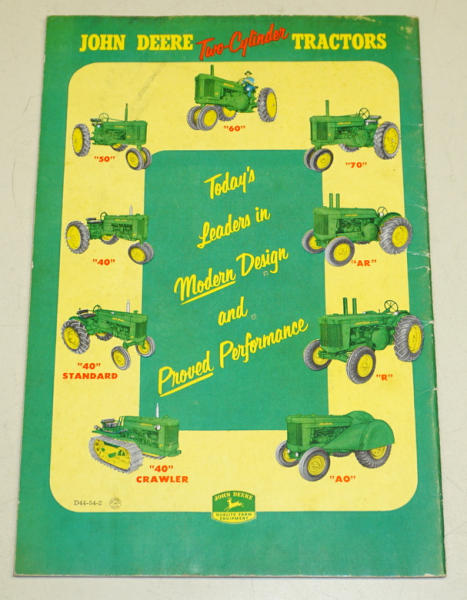 JOHN DEERE Two-Cylinder TRACTORS
"60"
"50"
"70"
Today's
Leaders in
Modern Design
and
Proved Performance
"40"
"AR"
"40"
STANDARD
"R"
"40"
CRAWLER
"AO"
D44-54-2
JOHN DEERE
QUALITY FARM
EQUIPMENT